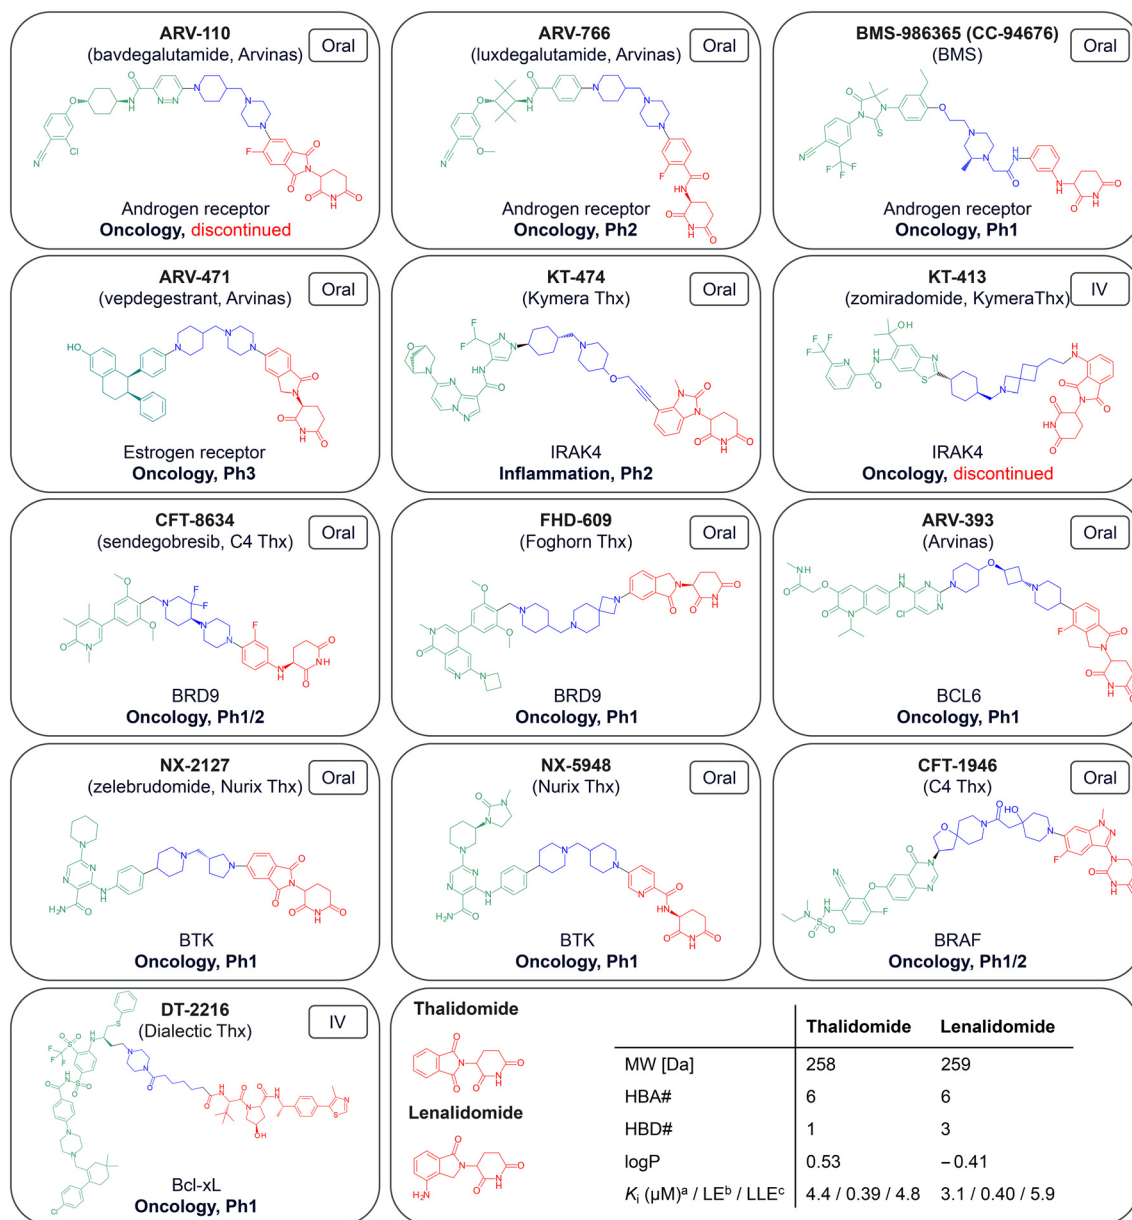 ARV-110
(bavdegalutamide, Arvinas)
Oral
Androgen receptor
Oncology, discontinued
ARV-766
(luxdegalutamide, Arvinas)
Oral
Androgen receptor
Oncology, Ph2
BMS-986365 (CC-94676)
(BMS)
Oral
Androgen receptor
Oncology, Ph1
ARV-471
(vepdegestrant, Arvinas)
Oral
Estrogen receptor
Oncology, Ph3
KT-474
(Kymera Thx)
Oral
IRAK4
Inflammation, Ph2
KT-413
(zomiradomide, KymeraThx)
IV
IRAK4
Oncology, discontinued
CFT-8634
(sendegobresib, C4 Thx)
Oral
BRD9
Oncology, Ph1/2
FHD-609
(Foghorn Thx)
Oral
BRD9
Oncology, Ph1
ARV-393
(Arvinas)
Oral
BCL6
Oncology, Ph1
NX-2127
(zelebrudomide, Nurix Thx)
Oral
BTK
Oncology, Ph1
NX-5948
(Nurix Thx)
Oral
BTK
Oncology, Ph1
CFT-1946
(C4 Thx)
Oral
BRAF
Oncology, Ph1/2
DT-2216
(Dialectic Thx)
IV
Bcl-xL
Oncology, Ph1
Thalidomide
Lenalidomide
Thalidomide Lenalidomide
MW [Da] 258 259
HBA# 6 6
HBD# 1 3
logP 0.53 −0.41
Ki (μM)ᵃ / LEᵇ / LLEᶜ 4.4 / 0.39 / 4.8 3.1 / 0.40 / 5.9